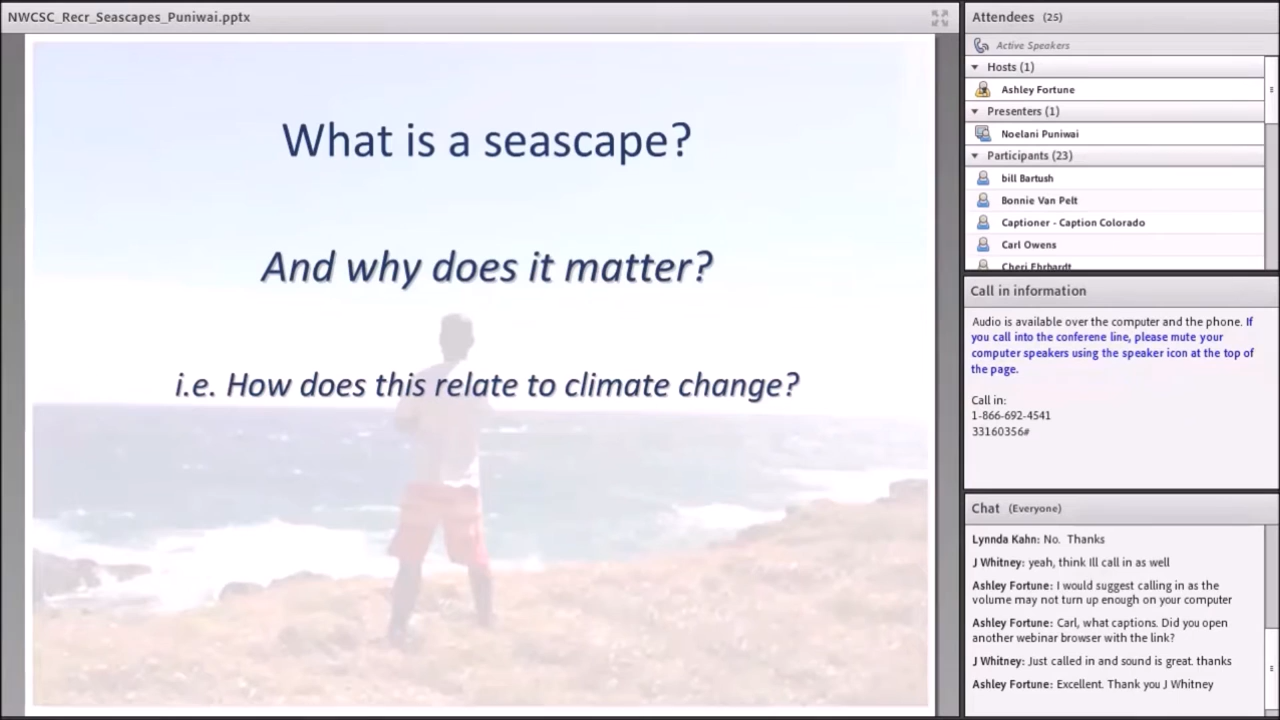 NWCSC_Recr_Seascapes_Puniwai.pptx
What is a seascape?
And why does it matter?
i.e. How does this relate to climate change?
Attendees (25)
Active Speakers
Hosts (1)
Ashley Fortune
Presenters (1)
Noelani Puniwai
Participants (23)
bill Bartush
Bonnie Van Pelt
Captioner - Caption Colorado
Carl Owens
Cheri Ehrhardt
Call in information
Audio is available over the computer and the phone. If
you call into the conferene line, please mute your
computer speakers using the speaker icon at the top of
the page.
Call in:
1-866-692-4541
33160356#
Chat (Everyone)
Lynnda Kahn: No. Thanks
J Whitney: yeah, think Ill call in as well
Ashley Fortune: I would suggest calling in as the
volume may not turn up enough on your computer
Ashley Fortune: Carl, what captions. Did you open
another webinar browser with the link?
J Whitney: Just called in and sound is great. thanks
Ashley Fortune: Excellent. Thank you J Whitney